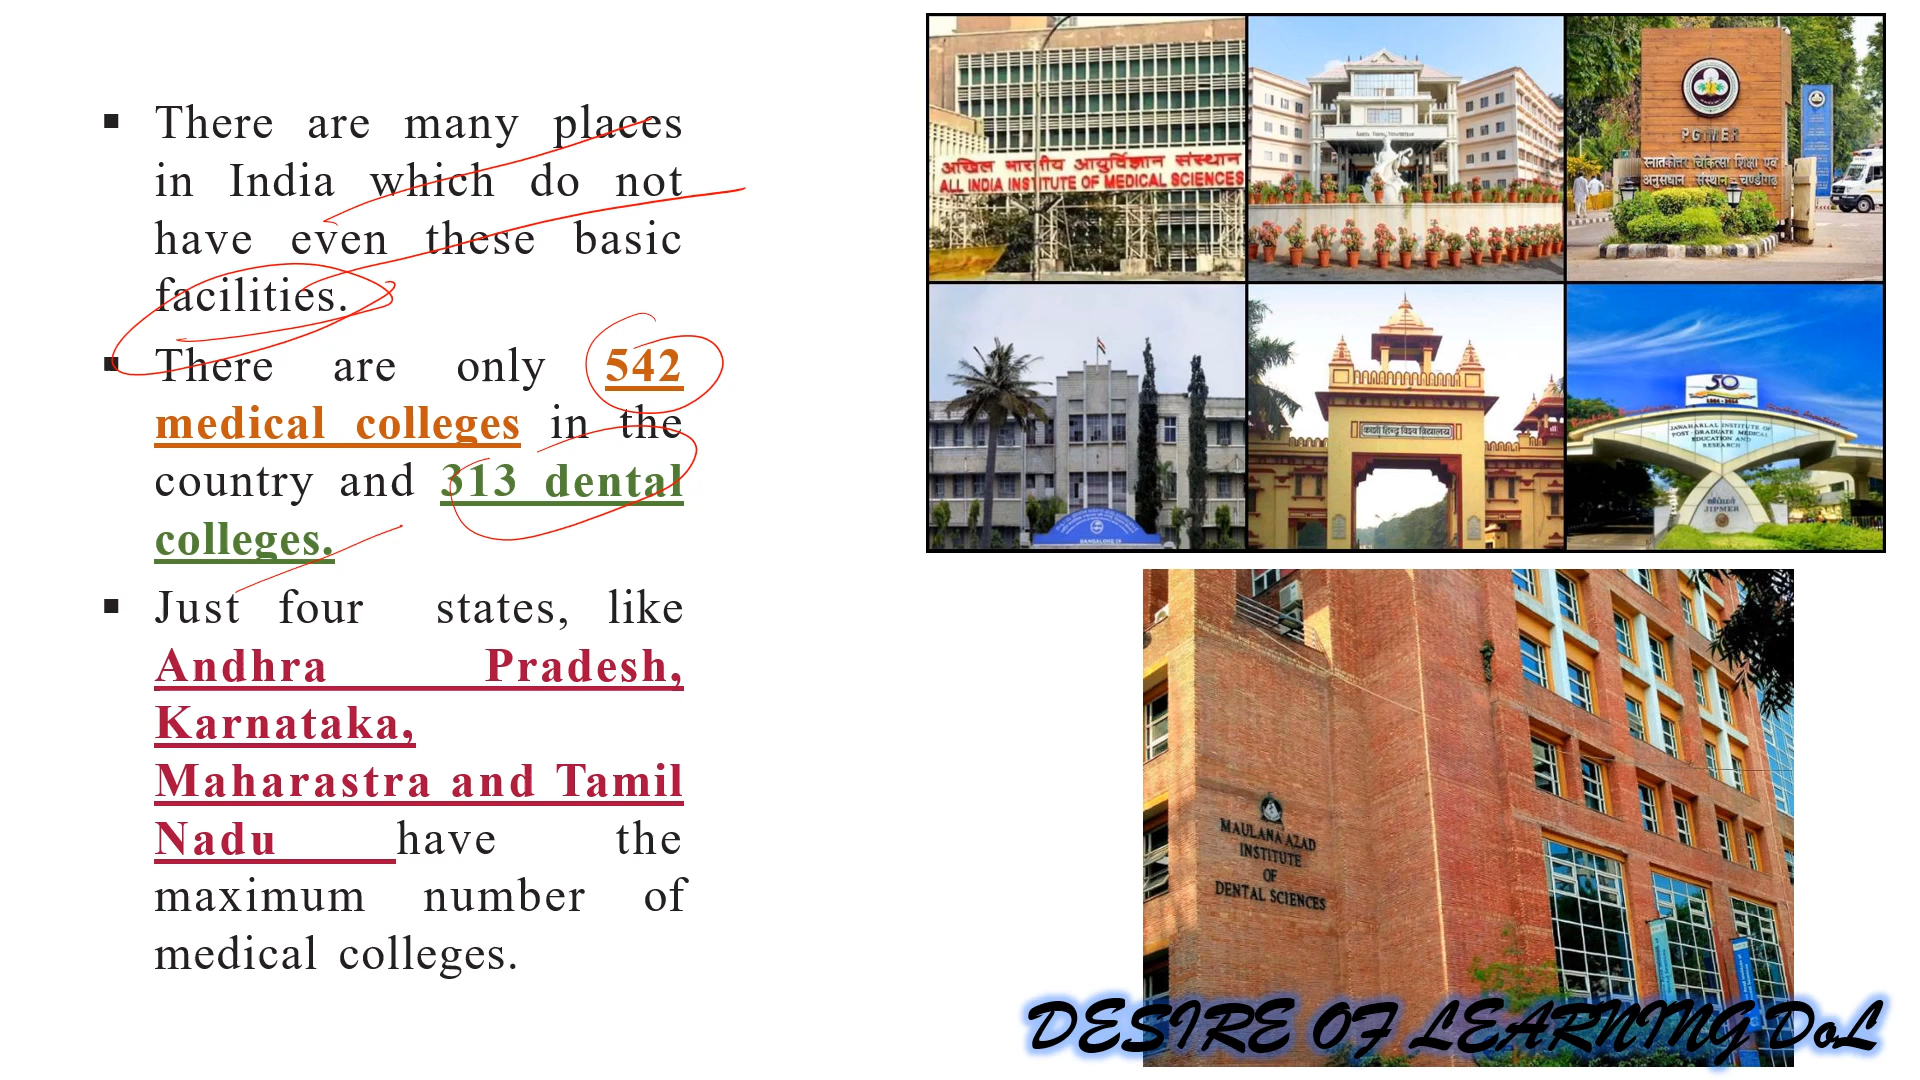 ▪ There are many places
in India which do not
have even these basic
facilities.
▪ There are only 542
medical colleges in the
country and 313 dental
colleges.
▪ Just four states, like
Andhra Pradesh,
Karnataka,
Maharastra and Tamil
Nadu have the
maximum number of
medical colleges.
अखिल भारतीय आयुर्विज्ञान संस्थान
ALL INDIA INSTITUTE OF MEDICAL SCIENCES
PGIMER
स्नातकोत्तर चिकित्सा शिक्षा एवं
अनुसंधान संस्थान - चण्डीगढ़
BANGALORE 29
काशी हिन्दू विश्व विद्यालय
50
JAWAHARLAL INSTITUTE OF
POST-GRADUATE MEDICAL
EDUCATION AND
RESEARCH
ஜிப்மர்
JIPMER
MAULANA AZAD
INSTITUTE
OF
DENTAL SCIENCES
DESIRE OF LEARNING DoL